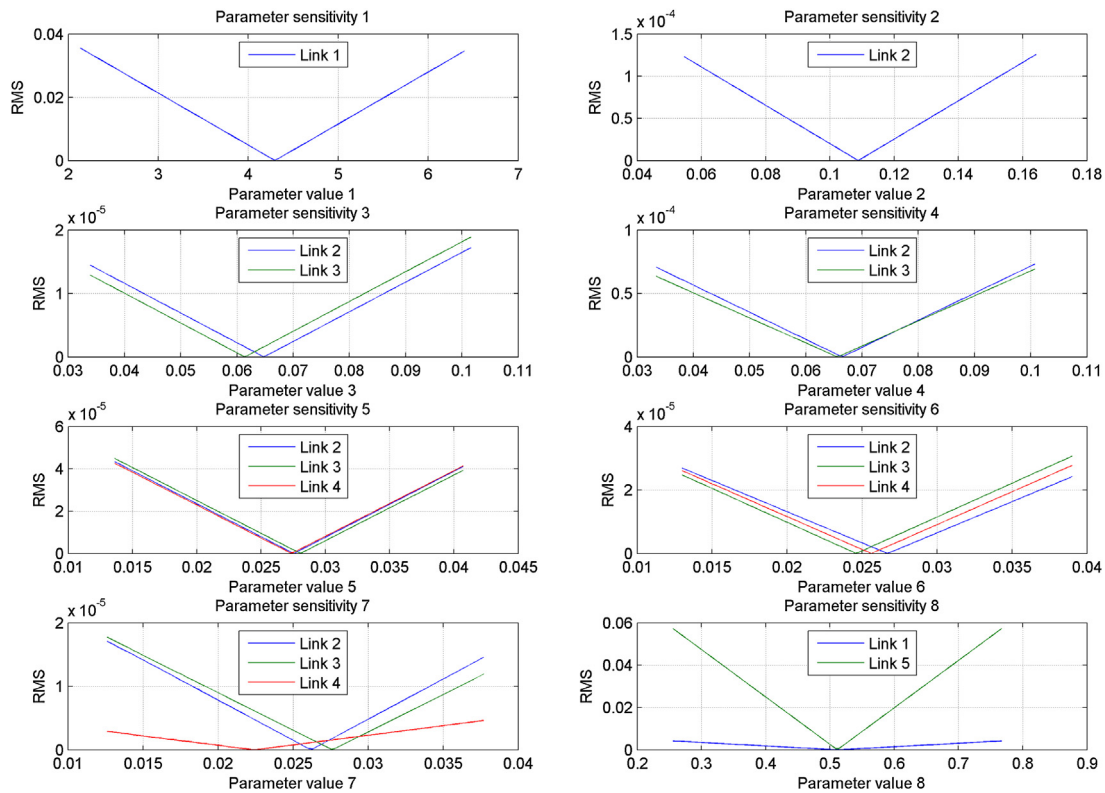 Parameter sensitivity 1
RMS
0.04
0.02
0
Link 1
2 3 4 5 6 7
Parameter value 1
Parameter sensitivity 2
x 10-4
RMS
1.5
1
0.5
0
Link 2
0.04 0.06 0.08 0.1 0.12 0.14 0.16 0.18
Parameter value 2
Parameter sensitivity 3
x 10-5
RMS
2
1
0
Link 2
Link 3
0.03 0.04 0.05 0.06 0.07 0.08 0.09 0.1 0.11
Parameter value 3
Parameter sensitivity 4
x 10-4
RMS
1
0.5
0
Link 2
Link 3
0.03 0.04 0.05 0.06 0.07 0.08 0.09 0.1 0.11
Parameter value 4
Parameter sensitivity 5
x 10-5
RMS
6
4
2
0
Link 2
Link 3
Link 4
0.01 0.015 0.02 0.025 0.03 0.035 0.04 0.045
Parameter value 5
Parameter sensitivity 6
x 10-5
RMS
4
2
0
Link 2
Link 3
Link 4
0.01 0.015 0.02 0.025 0.03 0.035 0.04
Parameter value 6
Parameter sensitivity 7
x 10-5
RMS
2
1
0
Link 2
Link 3
Link 4
0.01 0.015 0.02 0.025 0.03 0.035 0.04
Parameter value 7
Parameter sensitivity 8
RMS
0.06
0.04
0.02
0
Link 1
Link 5
0.2 0.3 0.4 0.5 0.6 0.7 0.8 0.9
Parameter value 8